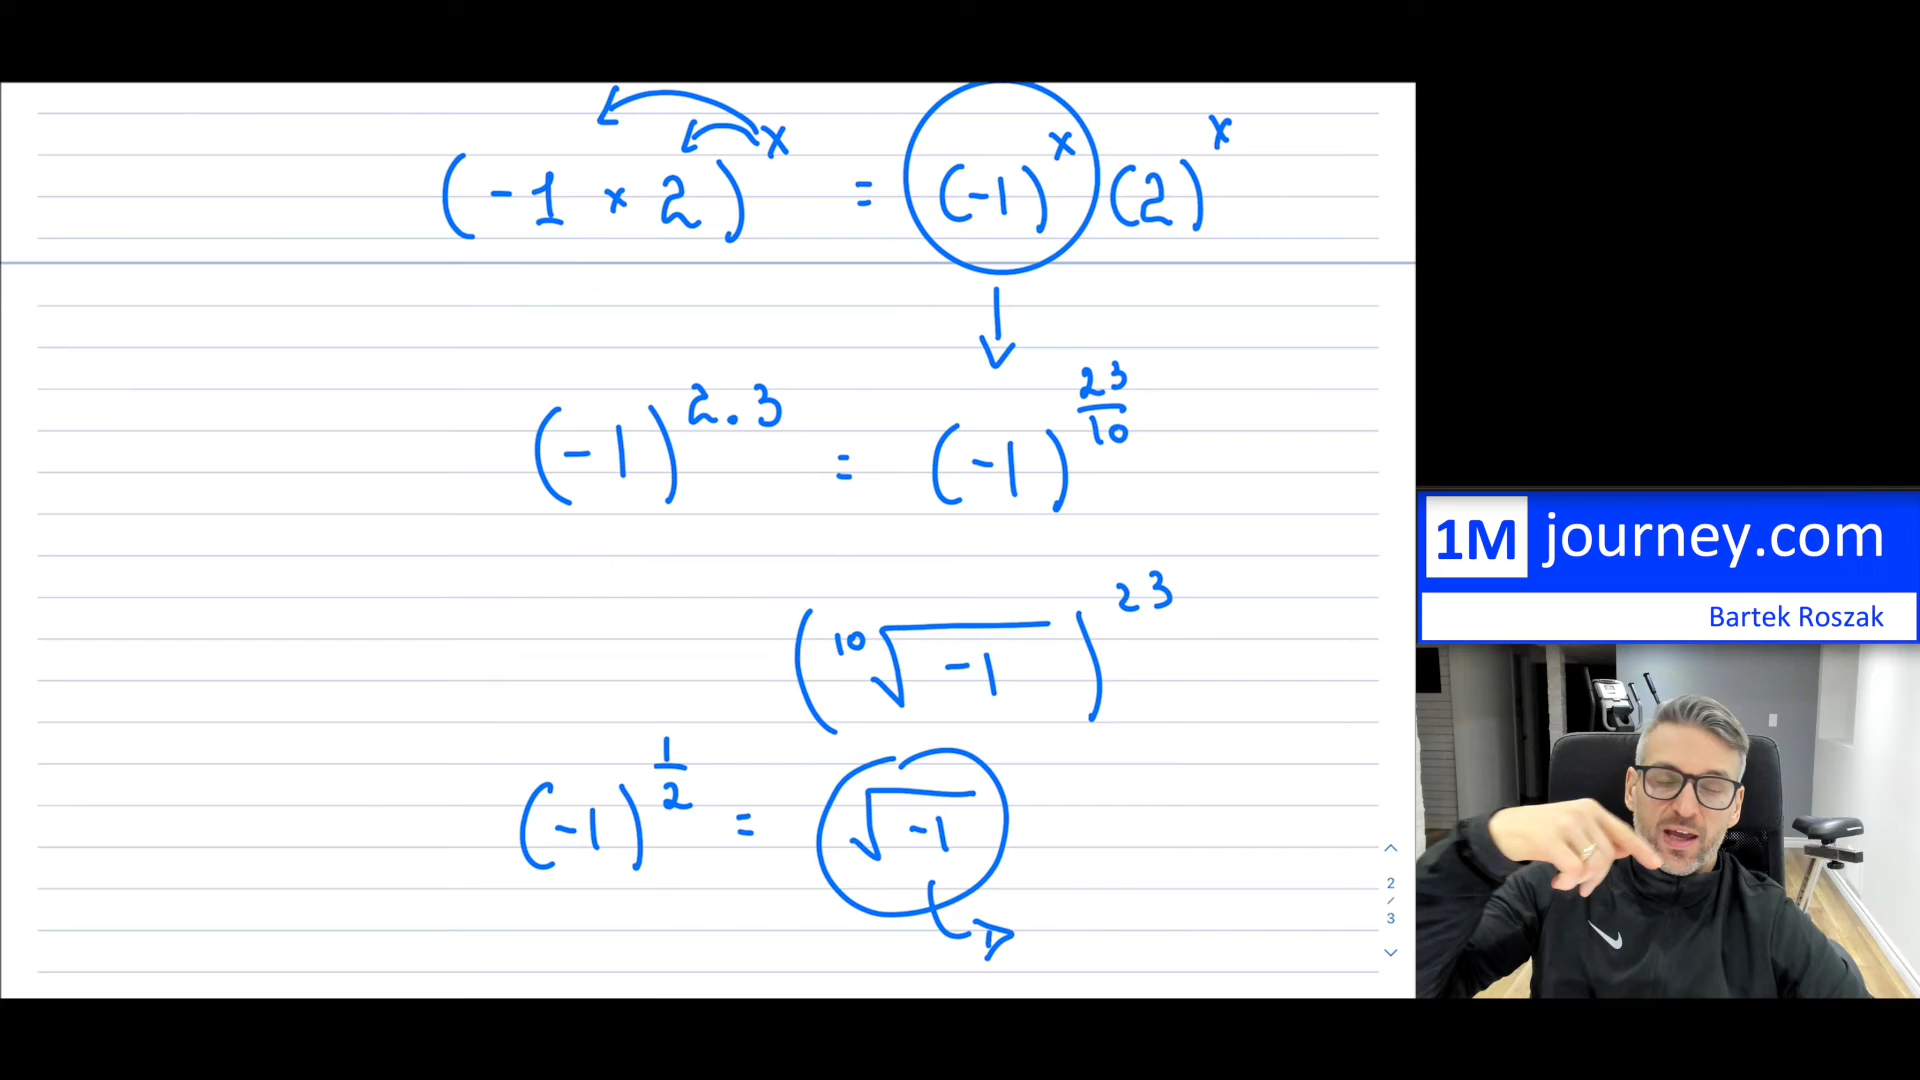 (-1 × 2)^x = (-1)^x (2)^x
(-1)^2.3 = (-1)^23/10
(10√-1)^23
(-1)^1/2 = √-1
2
/
3
1M journey.com
Bartek Roszak